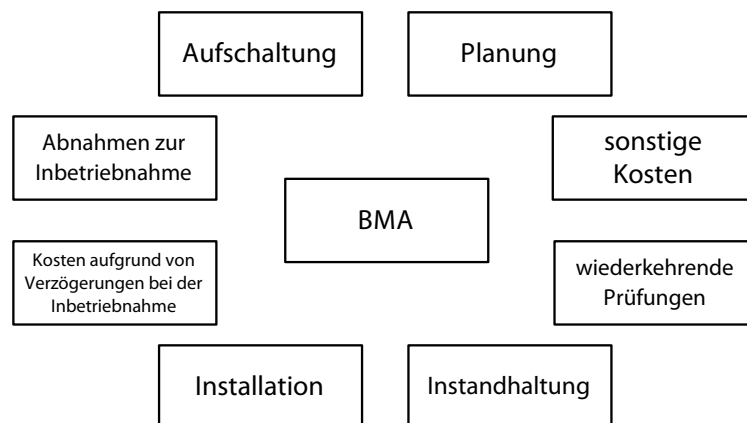 Aufschaltung
Planung
Abnahmen zur
Inbetriebnahme
sonstige
Kosten
BMA
Kosten aufgrund von
Verzögerungen bei der
Inbetriebnahme
wiederkehrende
Prüfungen
Installation
Instandhaltung